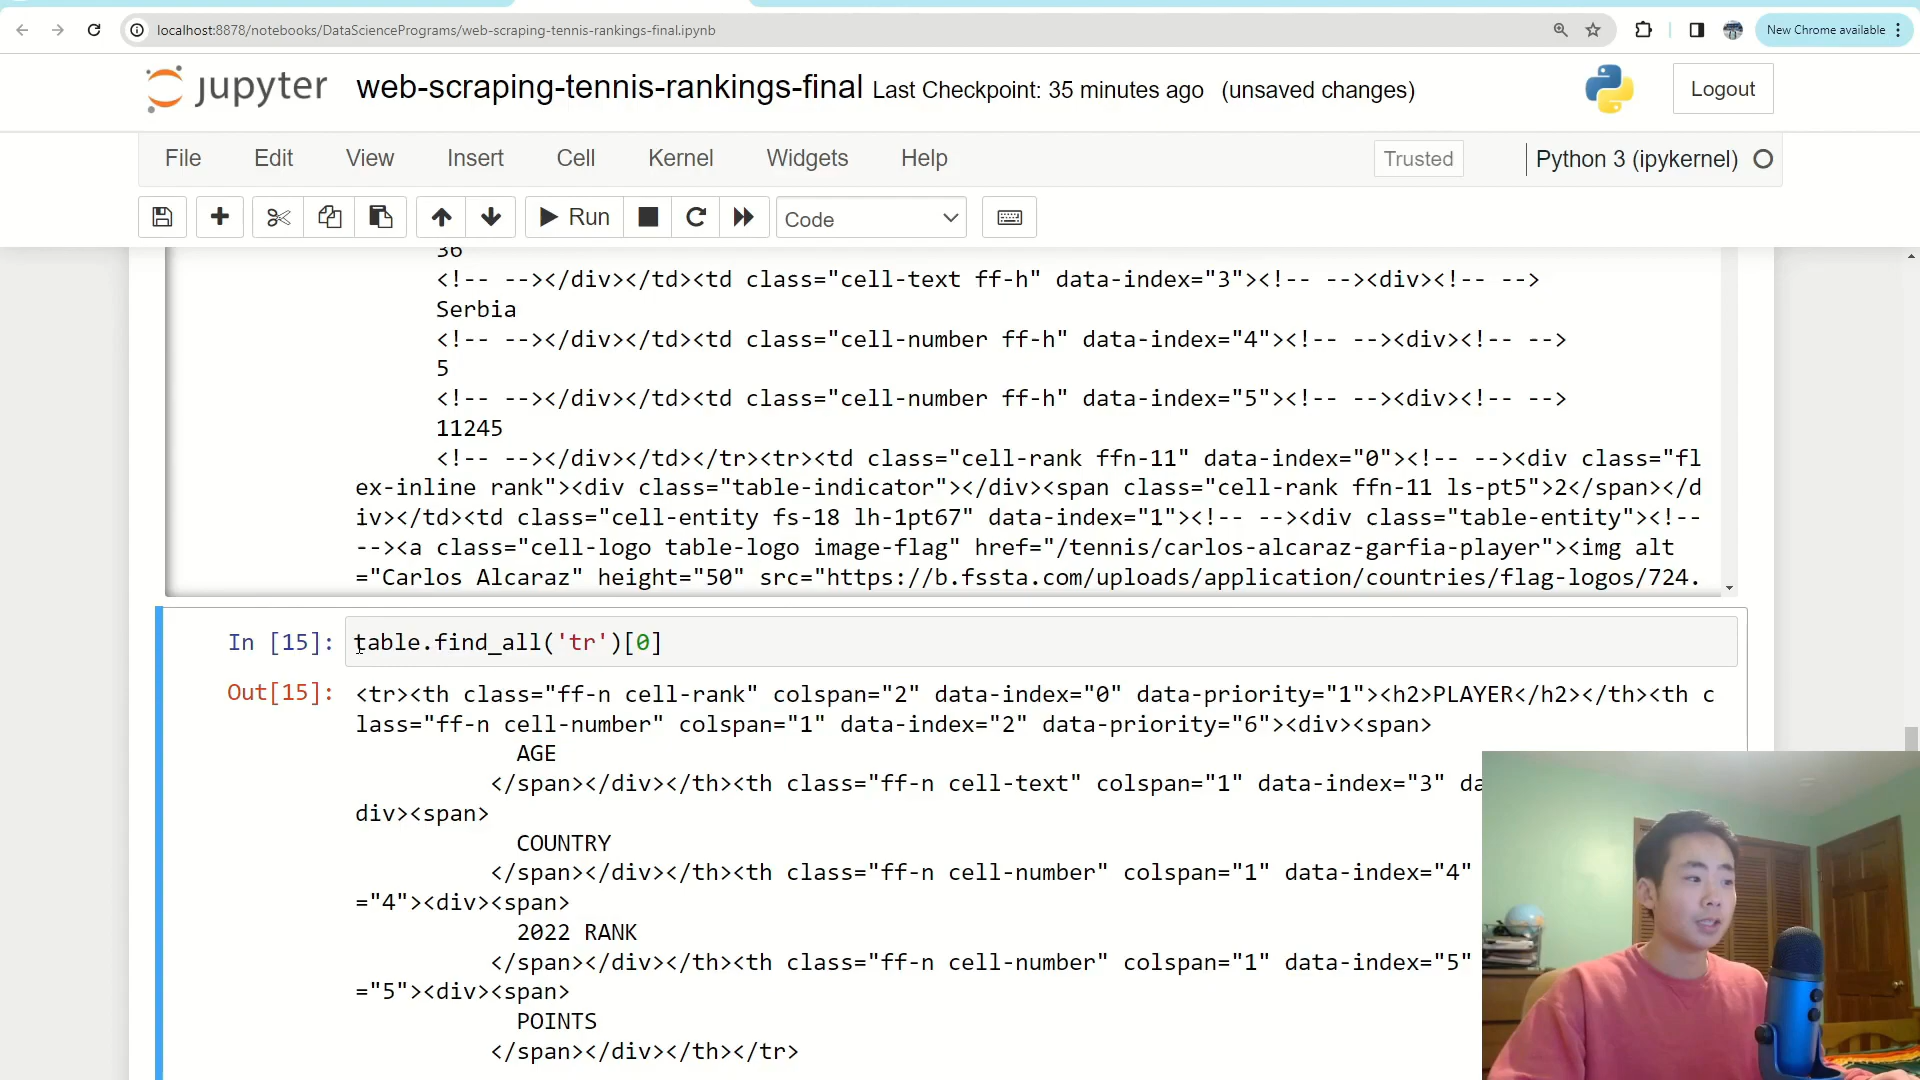 localhost:8878/notebooks/DataSciencePrograms/web-scraping-tennis-rankings-final.ipynb
New Chrome available
jupyter web-scraping-tennis-rankings-final Last Checkpoint: 35 minutes ago (unsaved changes)
Logout
File Edit View Insert Cell Kernel Widgets Help
Trusted
Python 3 (ipykernel)
Run
Code
36
<!-- --></div></td><td class="cell-text ff-h" data-index="3"><!-- --><div><!-- -->
Serbia
<!-- --></div></td><td class="cell-number ff-h" data-index="4"><!-- --><div><!-- -->
5
<!-- --></div></td><td class="cell-number ff-h" data-index="5"><!-- --><div><!-- -->
11245
<!-- --></div></td></tr><tr><td class="cell-rank ffn-11" data-index="0"><!-- --><div class="fl
ex-inline rank"><div class="table-indicator"></div><span class="cell-rank ffn-11 ls-pt5">2</span></d
iv></td><td class="cell-entity fs-18 lh-1pt67" data-index="1"><!-- --><div class="table-entity"><!--
--><a class="cell-logo table-logo image-flag" href="/tennis/carlos-alcaraz-garfia-player"><img alt
="Carlos Alcaraz" height="50" src="https://b.fssta.com/uploads/application/countries/flag-logos/724.
In [15]: table.find_all('tr')[0]
Out[15]: <tr><th class="ff-n cell-rank" colspan="2" data-index="0" data-priority="1"><h2>PLAYER</h2></th><th c
lass="ff-n cell-number" colspan="1" data-index="2" data-priority="6"><div><span>
AGE
</span></div></th><th class="ff-n cell-text" colspan="1" data-index="3" da
div><span>
COUNTRY
</span></div></th><th class="ff-n cell-number" colspan="1" data-index="4"
="4"><div><span>
2022 RANK
</span></div></th><th class="ff-n cell-number" colspan="1" data-index="5"
="5"><div><span>
POINTS
</span></div></th></tr>